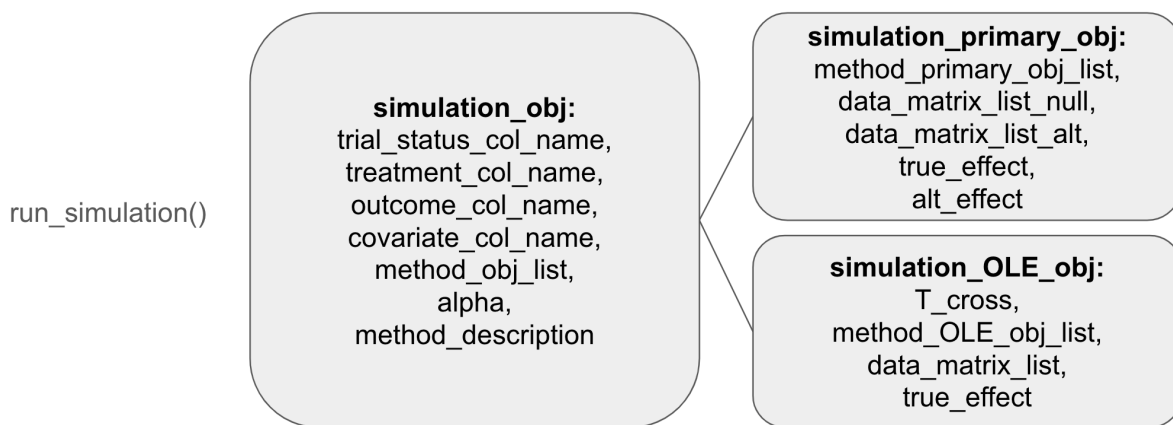 run_simulation()
simulation_obj:
trial_status_col_name,
treatment_col_name,
outcome_col_name,
covariate_col_name,
method_obj_list,
alpha,
method_description
simulation_primary_obj:
method_primary_obj_list,
data_matrix_list_null,
data_matrix_list_alt,
true_effect,
alt_effect
simulation_OLE_obj:
T_cross,
method_OLE_obj_list,
data_matrix_list,
true_effect